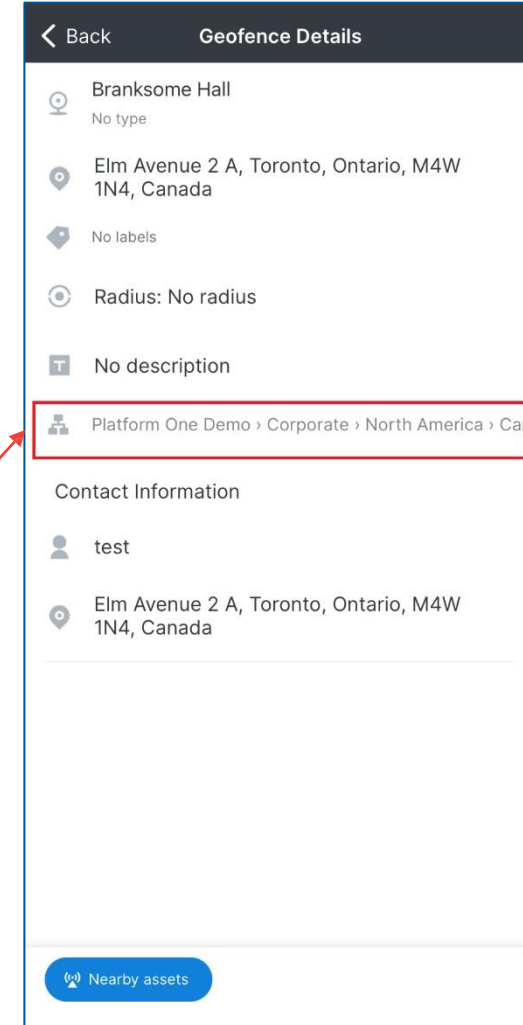 Back Geofence Details
Branksome Hall
No type
Elm Avenue 2 A, Toronto, Ontario, M4W
1N4, Canada
No labels
Radius: No radius
No description
Platform One Demo › Corporate › North America ›
Contact Information
test
Elm Avenue 2 A, Toronto, Ontario, M4W
1N4, Canada
Nearby assets